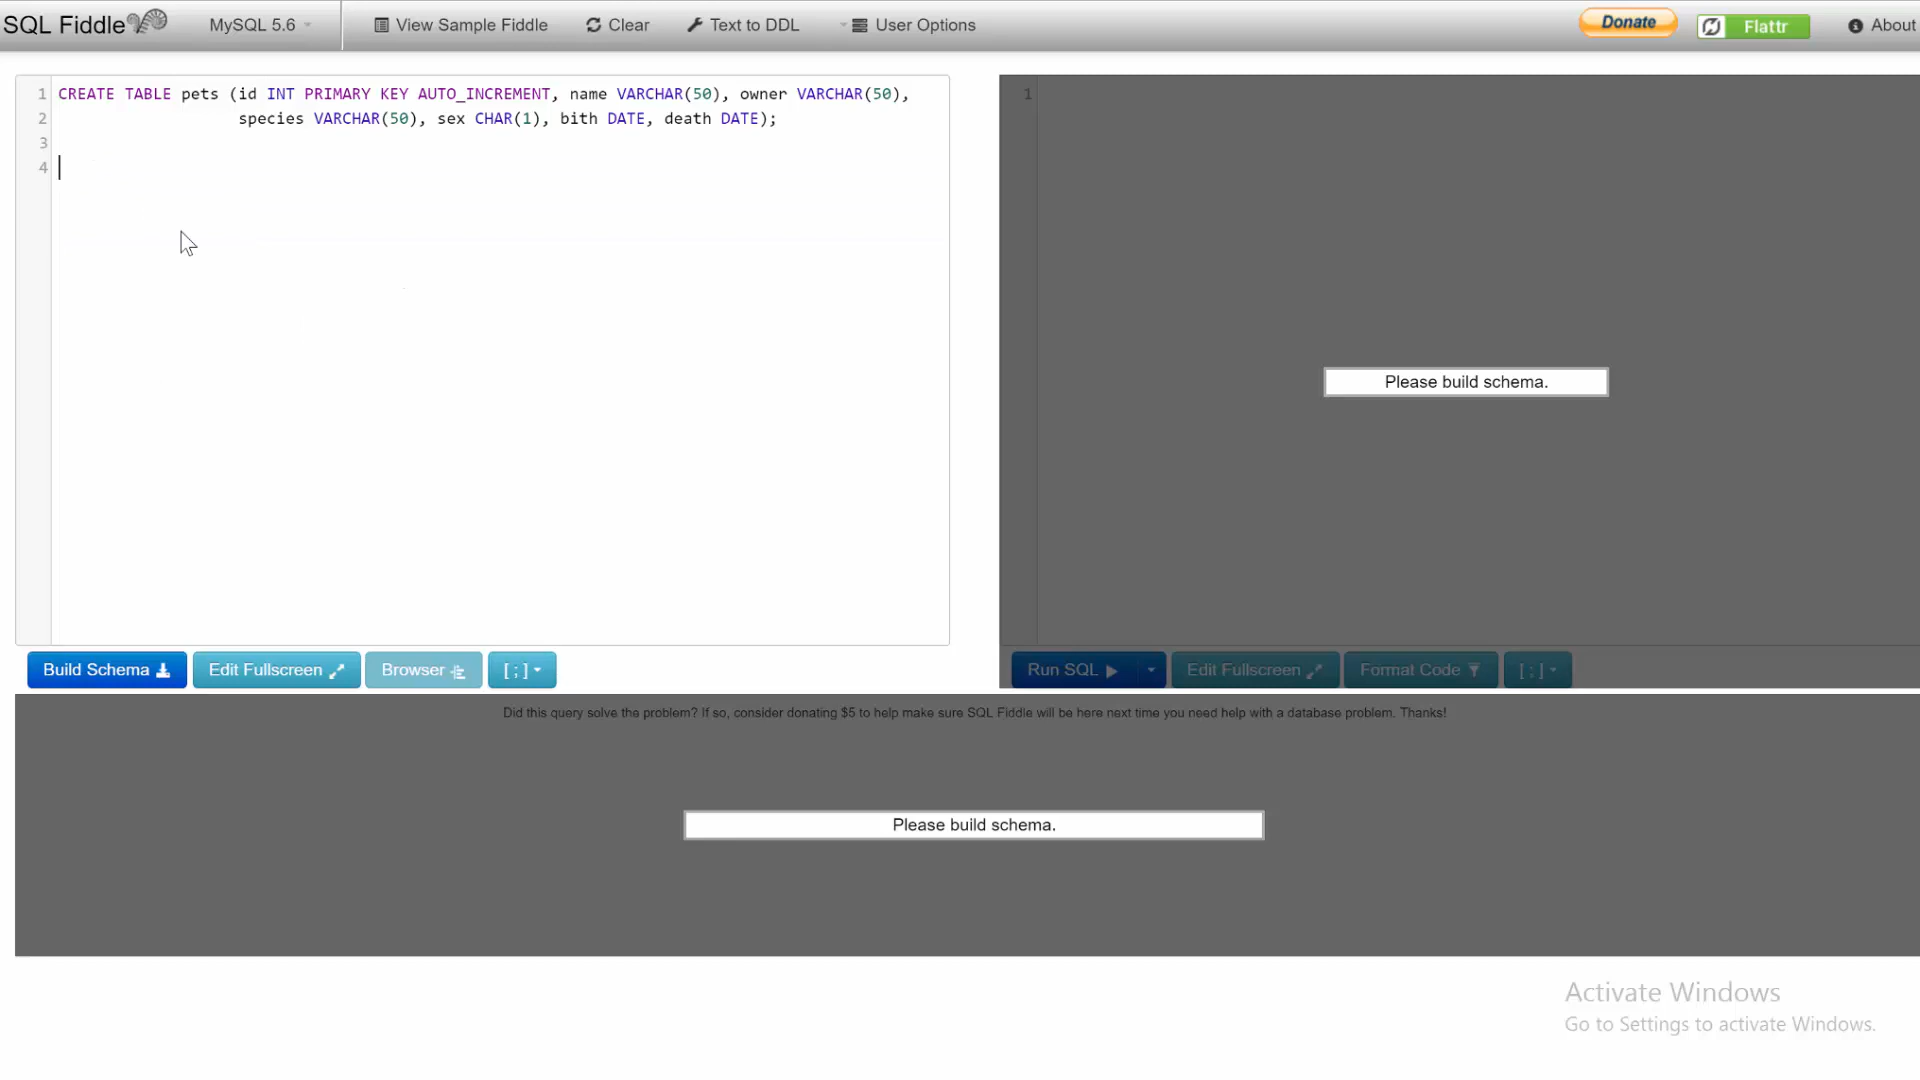 SQL Fiddle MySQL 5.6 View Sample Fiddle Clear Text to DDL User Options Donate Flattr About
1 CREATE TABLE pets (id INT PRIMARY KEY AUTO_INCREMENT, name VARCHAR(50), owner VARCHAR(50),
2 species VARCHAR(50), sex CHAR(1), bith DATE, death DATE);
3
4
1
Please build schema.
Build Schema Edit Fullscreen Browser [ ; ] Run SQL Edit Fullscreen Format Code [ ; ]
Did this query solve the problem? If so, consider donating $5 to help make sure SQL Fiddle will be here next time you need help with a database problem. Thanks!
Please build schema.
Activate Windows
Go to Settings to activate Windows.